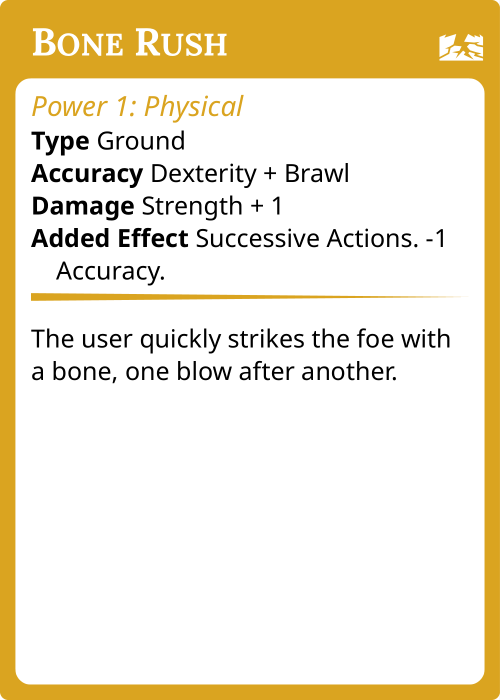 BONE RUSH
Power 1: Physical
Type Ground
Accuracy Dexterity + Brawl
Damage Strength + 1
Added Effect Successive Actions. -1
Accuracy.
The user quickly strikes the foe with
a bone, one blow after another.